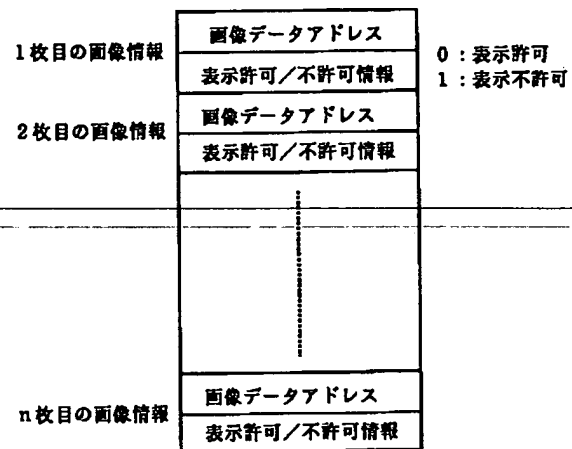 画像データアドレス
1枚目の画像情報
0：表示許可
表示許可／不許可情報
1：表示不許可
画像データアドレス
2枚目の画像情報
表示許可／不許可情報
画像データアドレス
n枚目の画像情報
表示許可／不許可情報